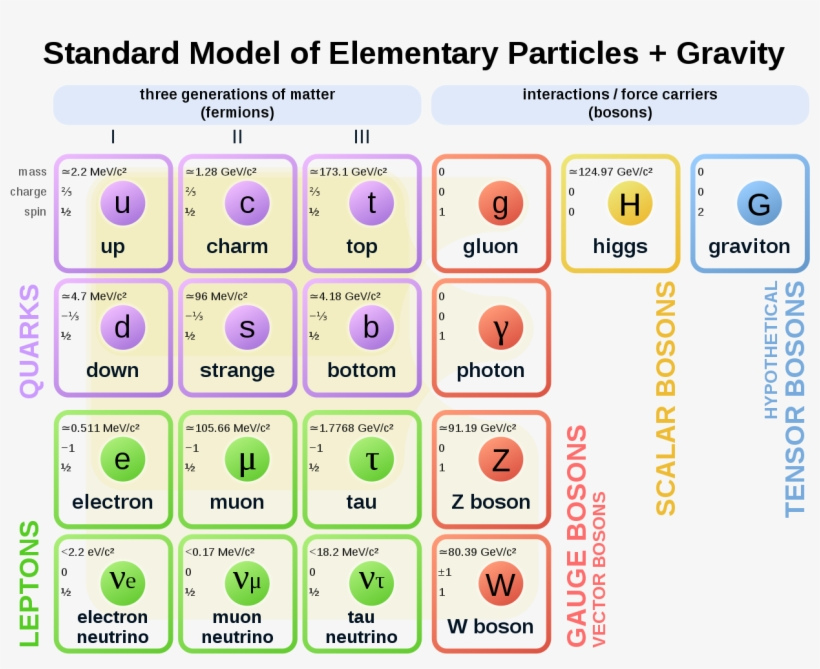 Standard Model of Elementary Particles + Gravity
three generations of matter
(fermions)
interactions / force carriers
(bosons)
I
II
III
mass
charge
spin
≃2.2 MeV/c²
⅔
½
u
up
≃1.28 GeV/c²
⅔
½
c
charm
≃173.1 GeV/c²
⅔
½
t
top
0
0
1
g
gluon
≃124.97 GeV/c²
0
0
H
higgs
0
0
2
G
graviton
QUARKS
≃4.7 MeV/c²
−⅓
½
d
down
≃96 MeV/c²
−⅓
½
s
strange
≃4.18 GeV/c²
−⅓
½
b
bottom
0
0
1
γ
photon
LEPTONS
≃0.511 MeV/c²
−1
½
e
electron
≃105.66 MeV/c²
−1
½
μ
muon
≃1.7768 GeV/c²
−1
½
τ
tau
≃91.19 GeV/c²
0
1
Z
Z boson
<2.2 eV/c²
0
½
νe
electron
neutrino
<0.17 MeV/c²
0
½
νμ
muon
neutrino
<18.2 MeV/c²
0
½
ντ
tau
neutrino
≃80.39 GeV/c²
±1
1
W
W boson
GAUGE BOSONS
VECTOR BOSONS
SCALAR BOSONS
HYPOTHETICAL
TENSOR BOSONS